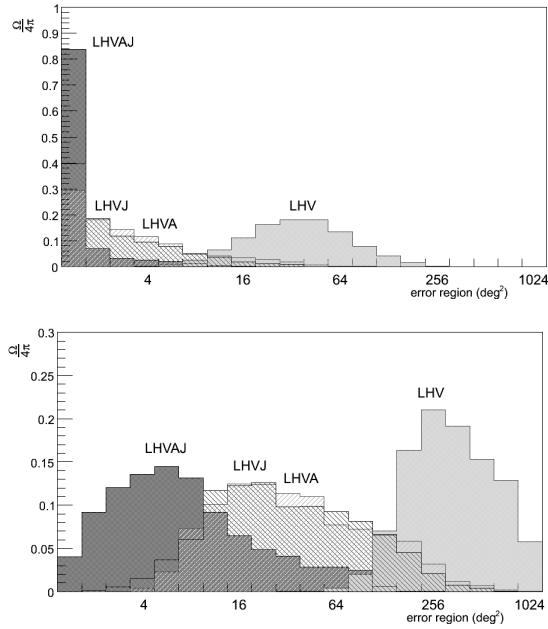 1
Ω
4π
0.9
0.8
0.7
0.6
0.5
0.4
0.3
0.2
0.1
0
LHVAJ
LHVJ
LHVA
LHV
4
16
64
256
1024
error region (deg²)
0.3
Ω
4π
0.25
0.2
0.15
0.1
0.05
0
LHV
LHVAJ
LHVJ
LHVA
4
16
64
256
1024
error region (deg²)